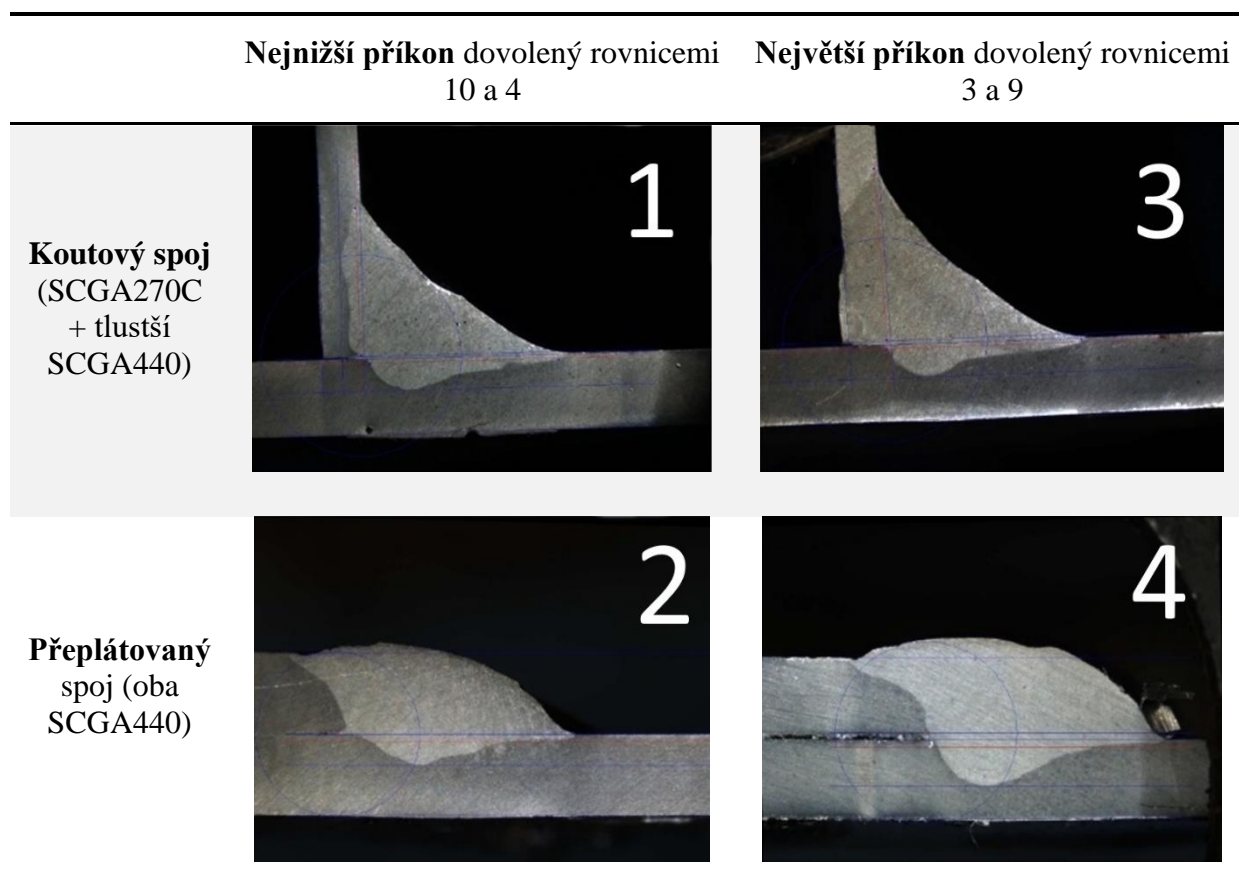 Nejnižší příkon dovolený rovnicemi
10 a 4
Největší příkon dovolený rovnicemi
3 a 9
Koutový spoj
(SCGA270C
+ tlustší
SCGA440)
1
3
Přeplátovaný
spoj (oba
SCGA440)
2
4